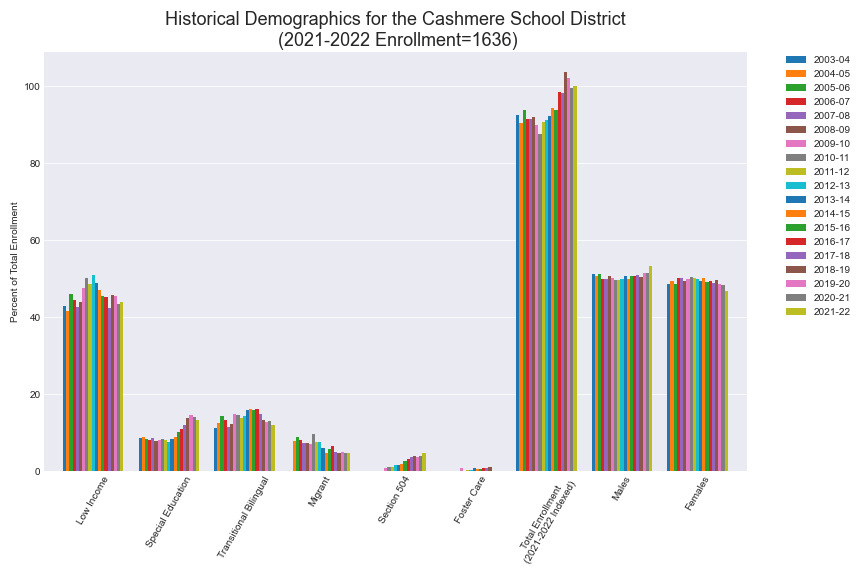 Historical Demographics for the Cashmere School District
(2021-2022 Enrollment=1636)
Percent of Total Enrollment
100
80
60
40
20
0
Low Income
Special Education
Transitional Bilingual
Migrant
Section 504
Foster Care
Total Enrollment
(2021-2022 Indexed)
Males
Females
2003-04
2004-05
2005-06
2006-07
2007-08
2008-09
2009-10
2010-11
2011-12
2012-13
2013-14
2014-15
2015-16
2016-17
2017-18
2018-19
2019-20
2020-21
2021-22